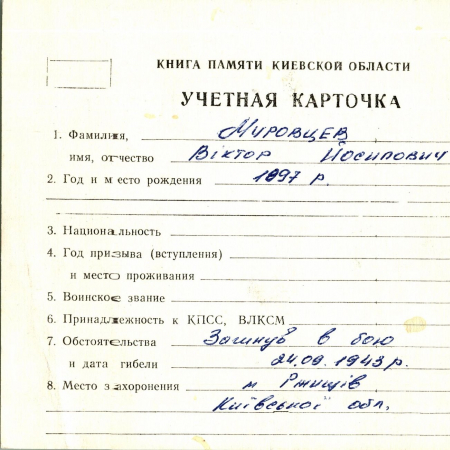 КНИГА ПАМЯТИ КИЕВСКОЙ ОБЛАСТИ
УЧЕТНАЯ КАРТОЧКА
1. Фамилия, Муровцев
имя, отчество Віктор Йосипович
2. Год и место рождения 1897 р.
3. Национальность
4. Год призыва (вступления)
и место проживания
5. Воинское звание
6. Принадлежность к КПСС, ВЛКСМ
7. Обстоятельства Загинув в бою
и дата гибели 24.09.1943 р.
8. Место захоронения м Ржищів
Київської обл.